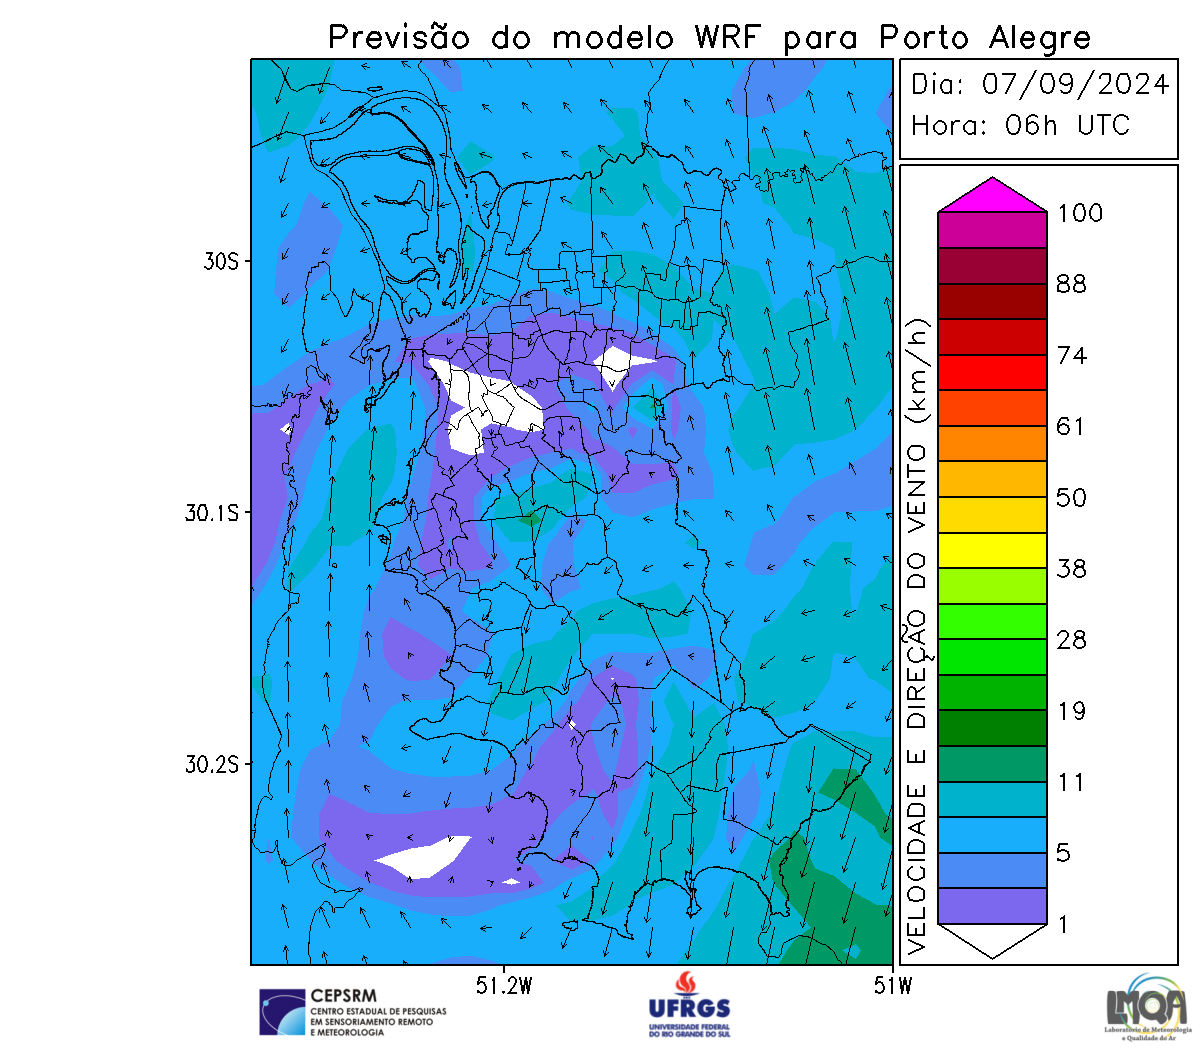 Previsão do modelo WRF para Porto Alegre
Dia: 07/09/2024
Hora: 06h UTC
100
88
74
61
50
38
28
19
11
5
1
VELOCIDADE E DIREÇÃO DO VENTO (km/h)
30S
30.1S
30.2S
51.2W
51W
CEPSRM
CENTRO ESTADUAL DE PESQUISAS
EM SENSORIAMENTO REMOTO
E METEOROLOGIA
UFRGS
UNIVERSIDADE FEDERAL
DO RIO GRANDE DO SUL
LMQA
Laboratório de Meteorologia
e Qualidade do Ar